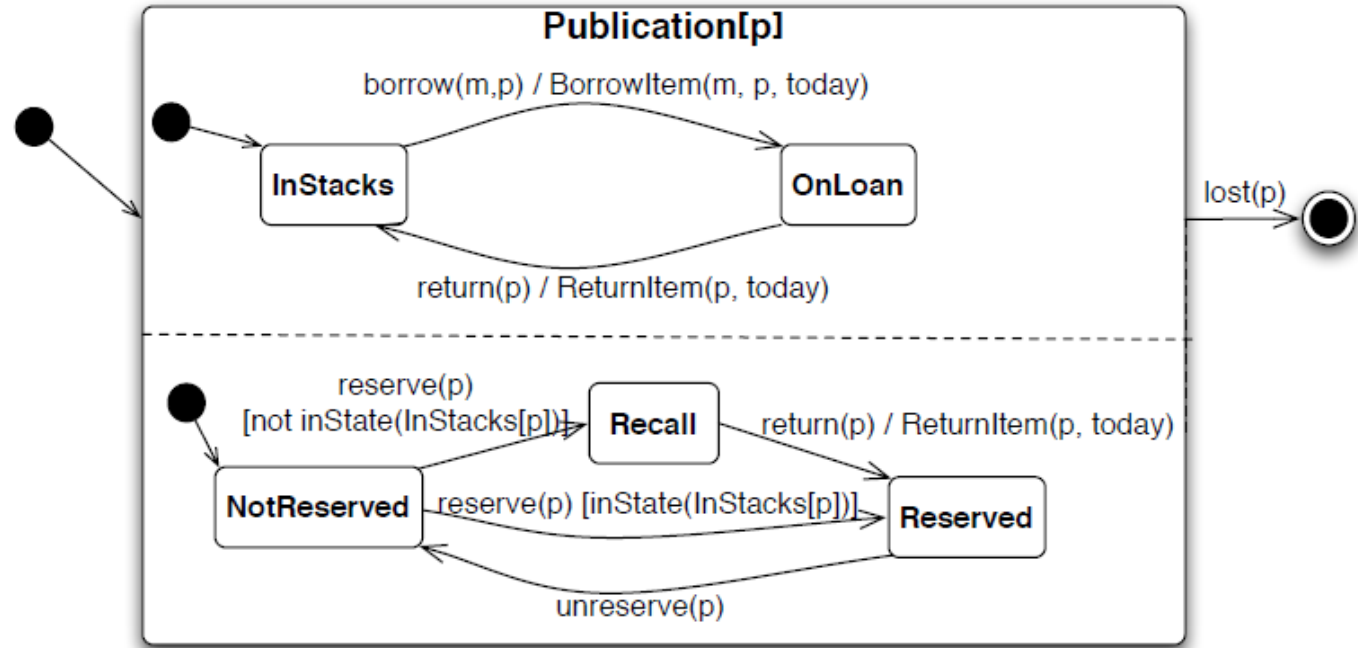 Publication[p]
borrow(m,p) / BorrowItem(m, p, today)
InStacks
OnLoan
lost(p)
return(p) / ReturnItem(p, today)
reserve(p)
[not inState(InStacks[p])]
Recall
return(p) / ReturnItem(p, today)
NotReserved
reserve(p) [inState(InStacks[p])]
Reserved
unreserve(p)